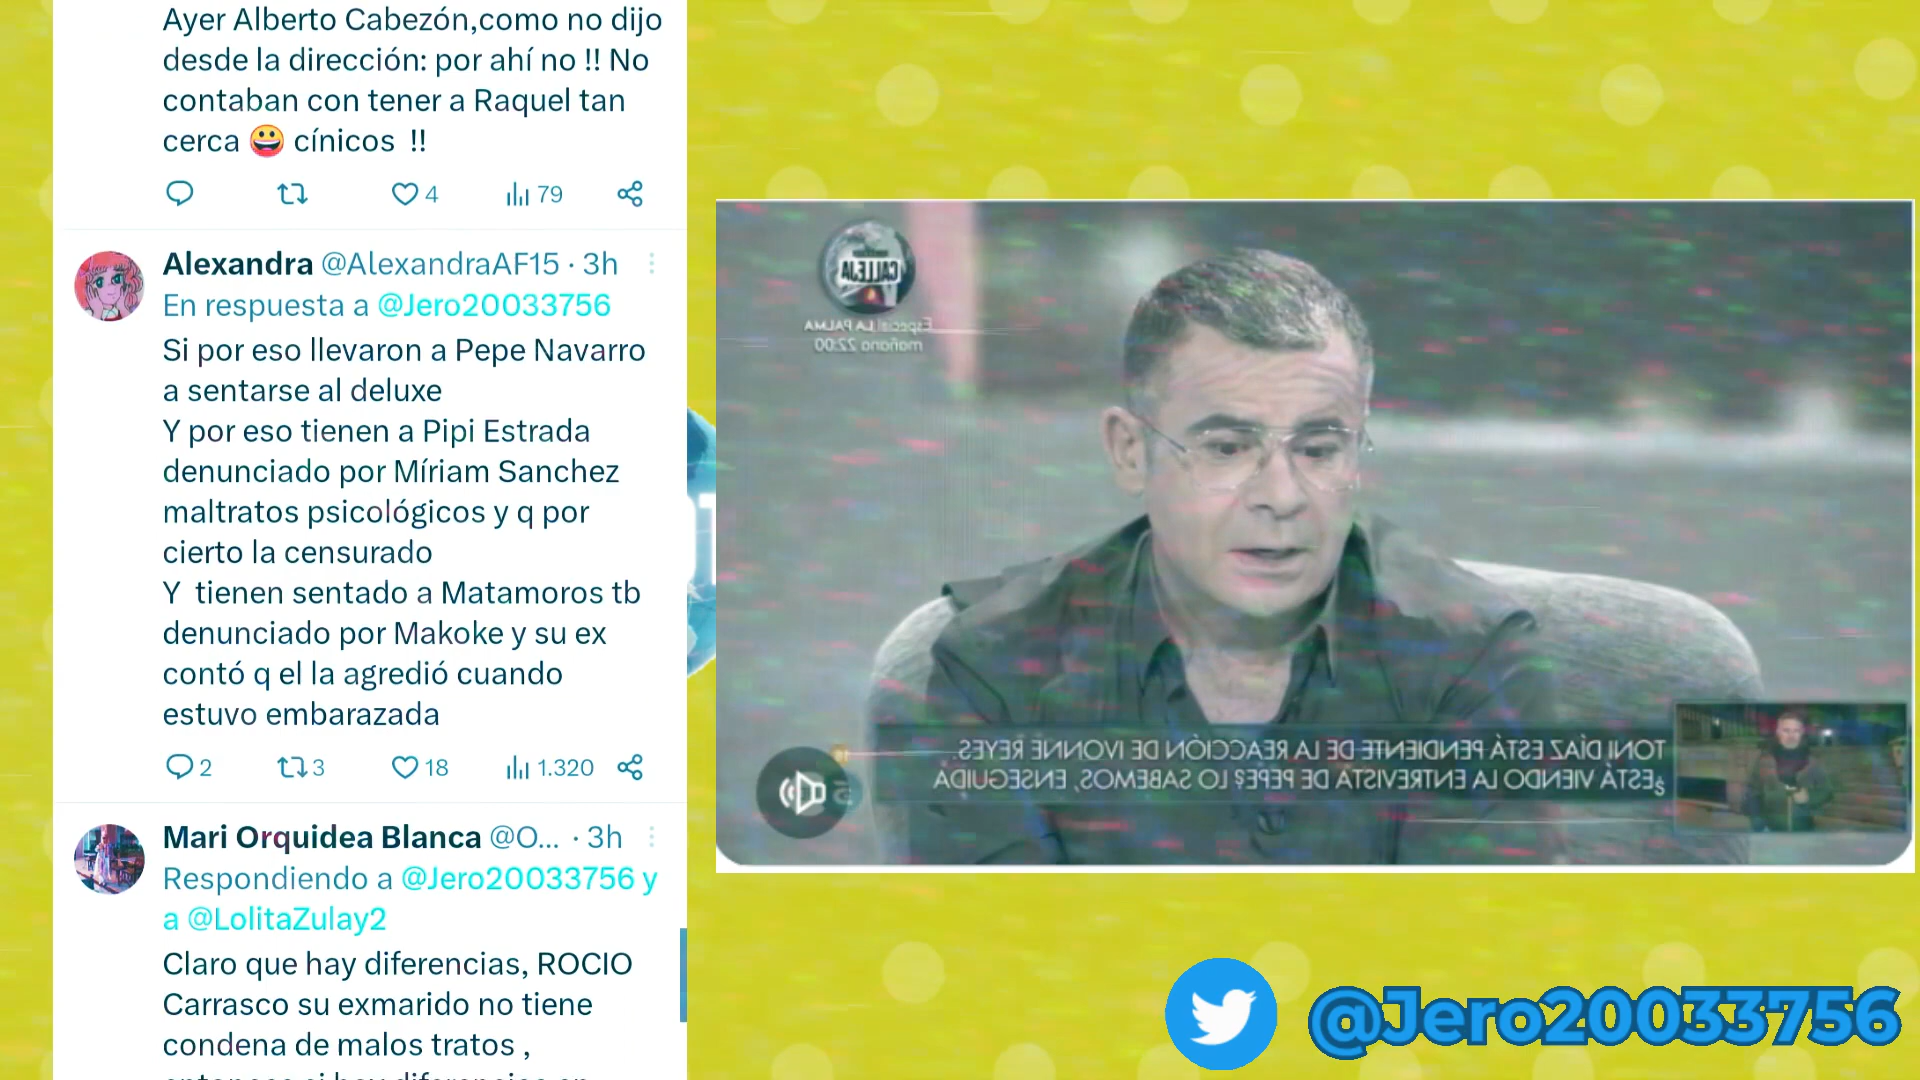 Ayer Alberto Cabezón,como no dijo
desde la dirección: por ahí no !! No
contaban con tener a Raquel tan
cerca 😀 cínicos !!
4
79
Alexandra @AlexandraAF15 · 3h
En respuesta a @Jero20033756
Si por eso llevaron a Pepe Navarro
a sentarse al deluxe
Y por eso tienen a Pipi Estrada
denunciado por Míriam Sanchez
maltratos psicológicos y q por
cierto la censurado
Y tienen sentado a Matamoros tb
denunciado por Makoke y su ex
contó q el la agredió cuando
estuvo embarazada
2
3
18
1.320
Mari Orquidea Blanca @O... · 3h
Respondiendo a @Jero20033756 y
a @LolitaZulay2
Claro que hay diferencias, ROCIO
Carrasco su exmarido no tiene
condena de malos tratos ,
CALLEJA
Especial LA PALMA
mañana 22:00
TONI DÍAZ ESTÁ PENDIENTE DE LA REACCIÓN DE IVONNE REYES.
¿ESTÁ VIENDO LA ENTREVISTA DE PEPE? LO SABEMOS, ENSEGUIDA
@Jero20033756